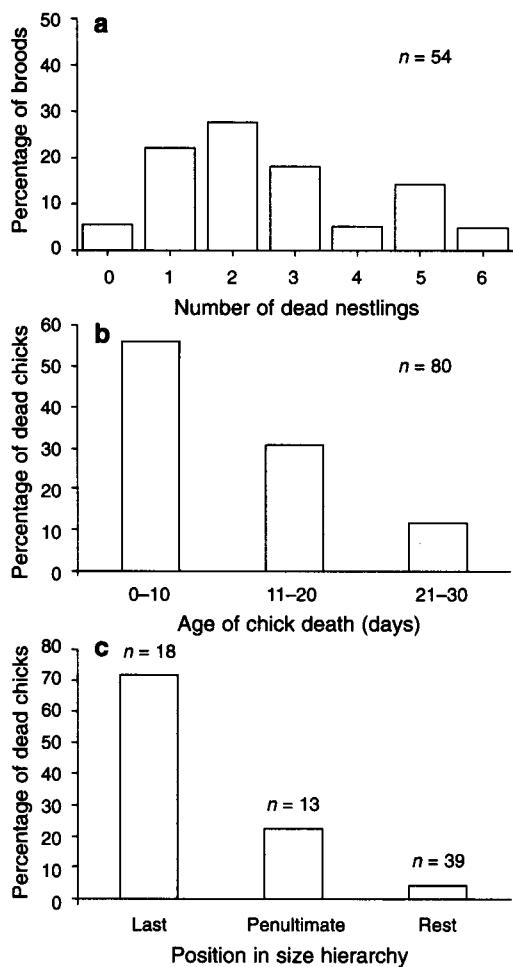 a
n = 54
Percentage of broods
50
40
30
20
10
0
0 1 2 3 4 5 6
Number of dead nestlings
b
n = 80
Percentage of dead chicks
60
50
40
30
20
10
0
0–10 11–20 21–30
Age of chick death (days)
c
n = 18
n = 13
n = 39
Percentage of dead chicks
80
70
60
50
40
30
20
10
0
Last Penultimate Rest
Position in size hierarchy